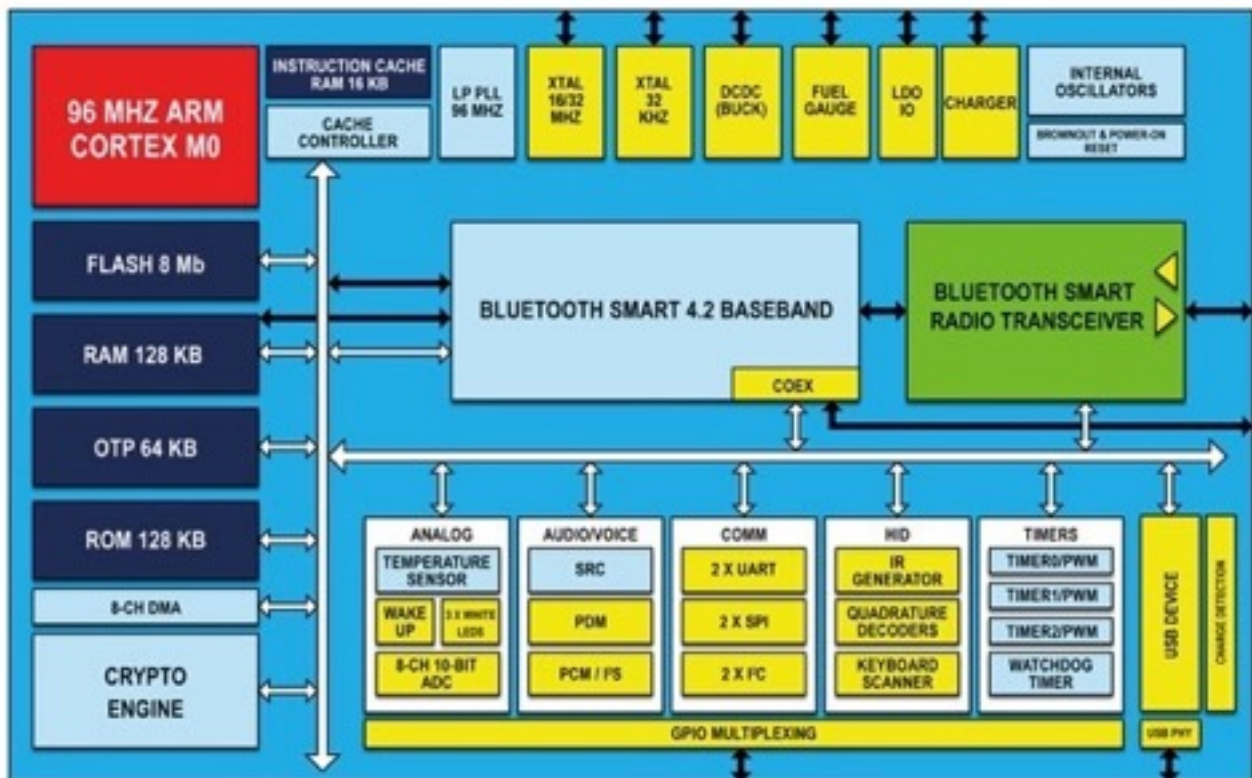 96 MHZ ARM
CORTEX M0
INSTRUCTION CACHE
RAM 16 KB
CACHE
CONTROLLER
LP PLL
96 MHZ
XTAL
16/32
MHZ
XTAL
32
KHZ
DCDC
(BUCK)
FUEL
GAUGE
LDO
IO
CHARGER
INTERNAL
OSCILLATORS
BROWNOUT & POWER-ON
RESET
FLASH 8 Mb
RAM 128 KB
OTP 64 KB
ROM 128 KB
8-CH DMA
CRYPTO
ENGINE
BLUETOOTH SMART 4.2 BASEBAND
COEX
BLUETOOTH SMART
RADIO TRANSCEIVER
ANALOG
TEMPERATURE
SENSOR
WAKE
UP
3 X WHITE
LEDS
8-CH 10-BIT
ADC
AUDIO/VOICE
SRC
PDM
PCM / I²S
COMM
2 X UART
2 X SPI
2 X I²C
HID
IR
GENERATOR
QUADRATURE
DECODERS
KEYBOARD
SCANNER
TIMERS
TIMER0/PWM
TIMER1/PWM
TIMER2/PWM
WATCHDOG
TIMER
USB DEVICE
CHARGE DETECTION
GPIO MULTIPLEXING
USB PHY